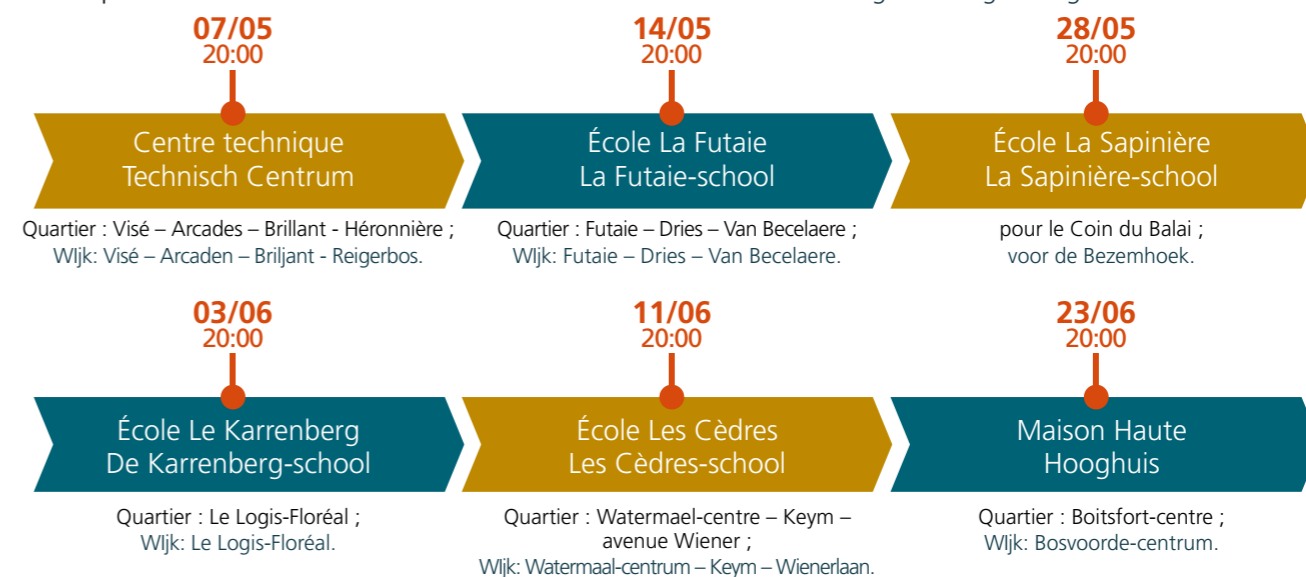 07/05
20:00
Centre technique
Technisch Centrum
Quartier : Visé – Arcades – Brillant - Héronnière ;
WIjk: Visé – Arcaden – Briljant - Reigerbos.
14/05
20:00
École La Futaie
La Futaie-school
Quartier : Futaie – Dries – Van Becelaere ;
WIjk: Futaie – Dries – Van Becelaere.
28/05
20:00
École La Sapinière
La Sapinière-school
pour le Coin du Balai ;
voor de Bezemhoek.
03/06
20:00
École Le Karrenberg
De Karrenberg-school
Quartier : Le Logis-Floréal ;
WIjk: Le Logis-Floréal.
11/06
20:00
École Les Cèdres
Les Cèdres-school
Quartier : Watermael-centre – Keym –
avenue Wiener ;
WIjk: Watermaal-centrum – Keym – Wienerlaan.
23/06
20:00
Maison Haute
Hooghuis
Quartier : Boitsfort-centre ;
WIjk: Bosvoorde-centrum.